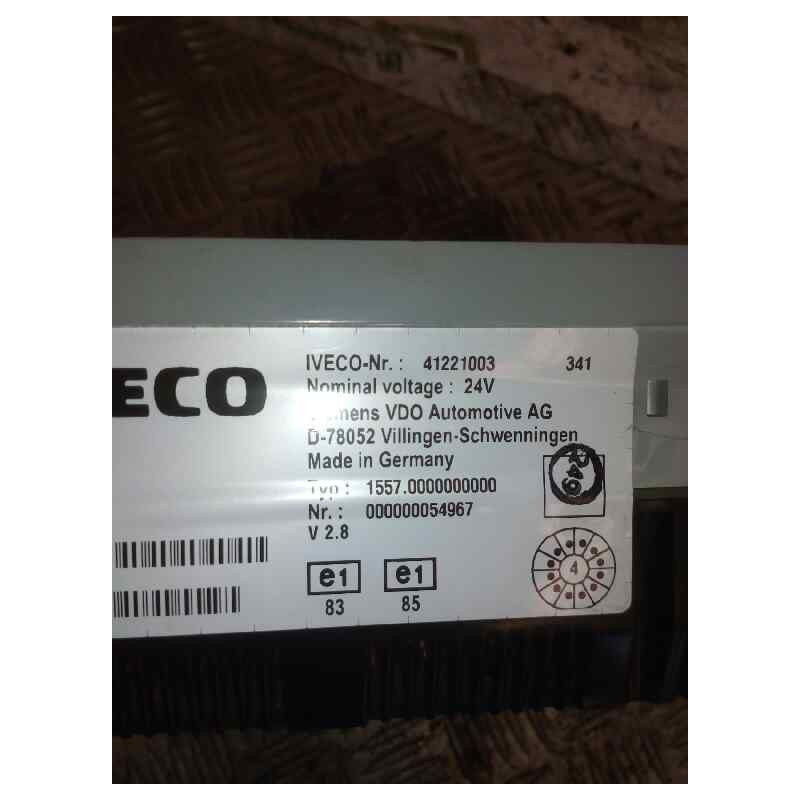 ECO
IVECO-Nr. : 41221003 341
Nominal voltage : 24V
VDO Automotive AG
D-78052 Villingen-Schwenningen
Made in Germany
Typ : 1557.0000000000
Nr. : 000000054967
V 2.8
e1 e1
83 85
4